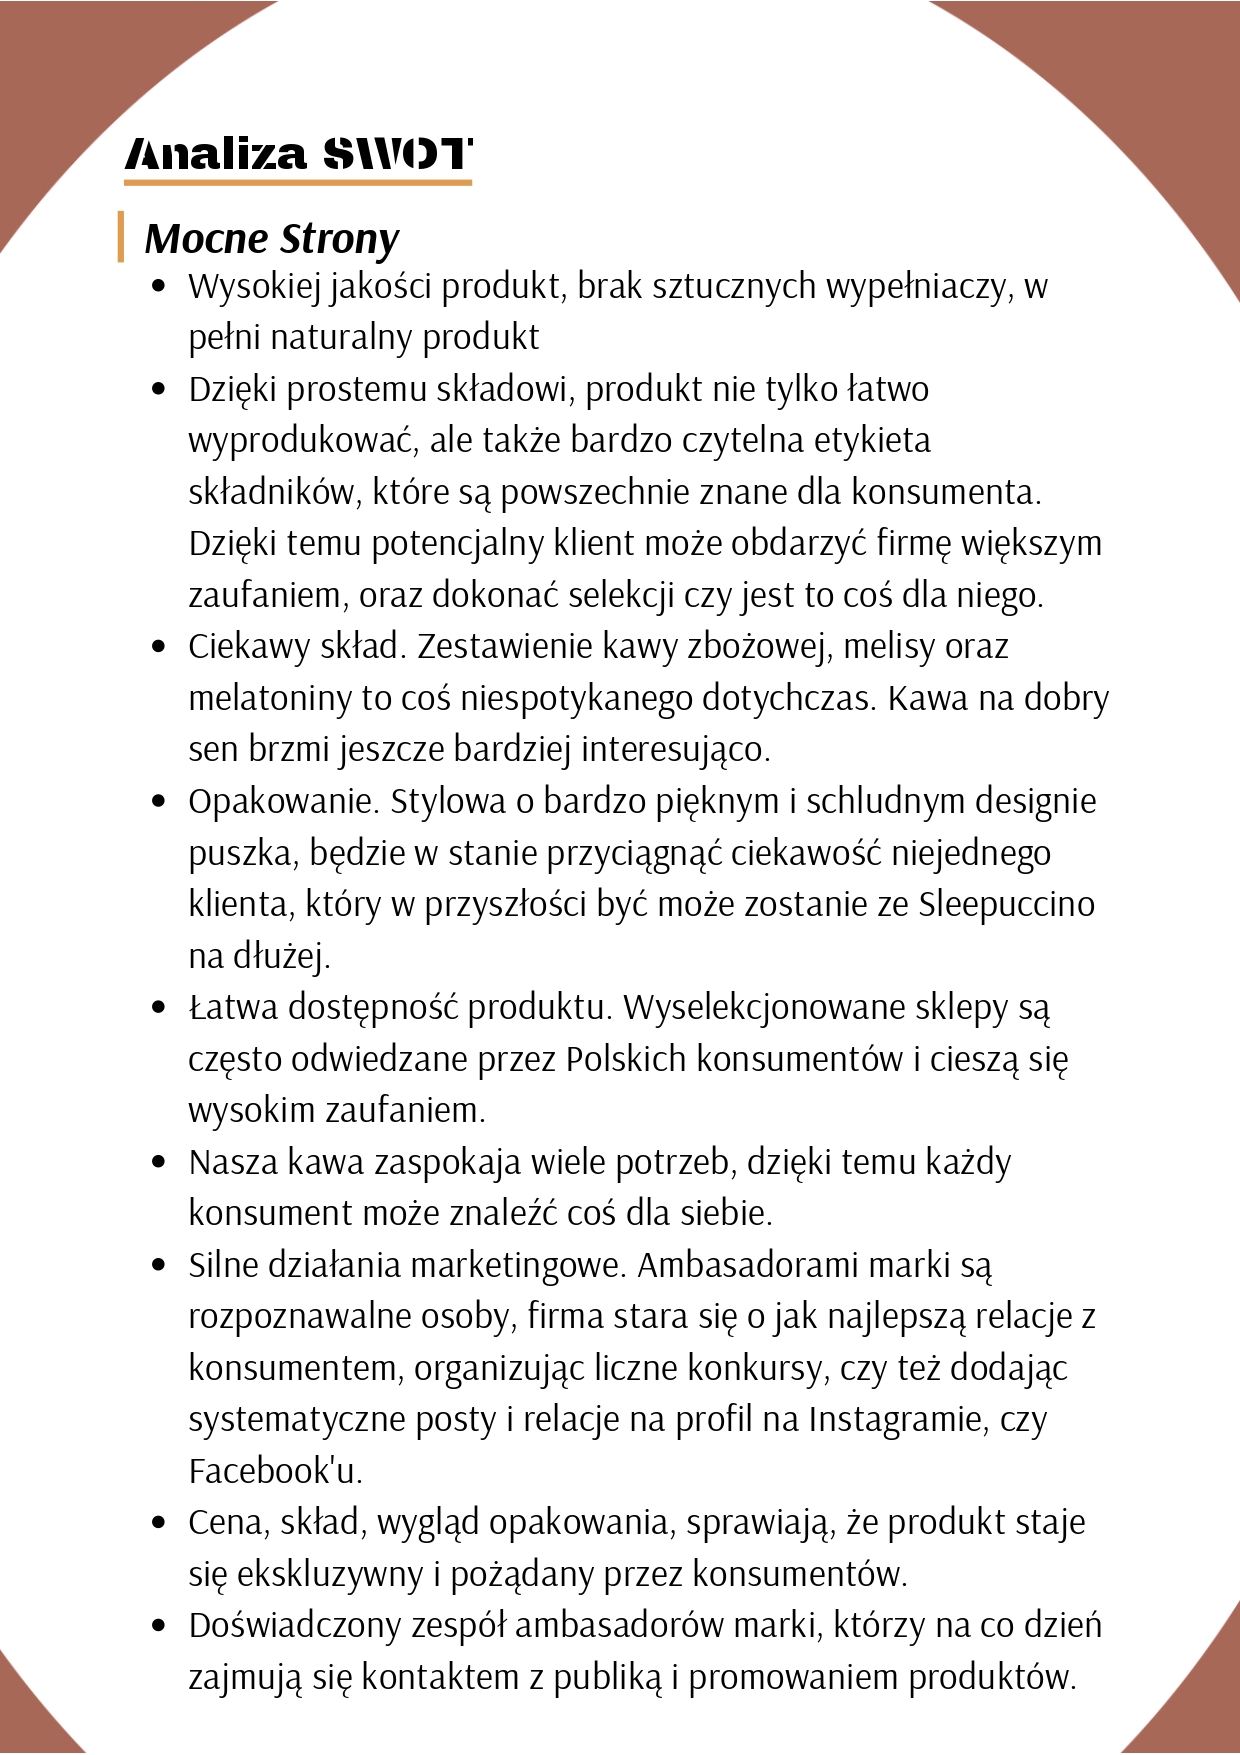 Analiza SWOT
Mocne Strony
• Wysokiej jakości produkt, brak sztucznych wypełniaczy, w
pełni naturalny produkt
• Dzięki prostemu składowi, produkt nie tylko łatwo
wyprodukować, ale także bardzo czytelna etykieta
składników, które są powszechnie znane dla konsumenta.
Dzięki temu potencjalny klient może obdarzyć firmę większym
zaufaniem, oraz dokonać selekcji czy jest to coś dla niego.
• Ciekawy skład. Zestawienie kawy zbożowej, melisy oraz
melatoniny to coś niespotykanego dotychczas. Kawa na dobry
sen brzmi jeszcze bardziej interesująco.
• Opakowanie. Stylowa o bardzo pięknym i schludnym designie
puszka, będzie w stanie przyciągnąć ciekawość niejednego
klienta, który w przyszłości być może zostanie ze Sleepuccino
na dłużej.
• Łatwa dostępność produktu. Wyselekcjonowane sklepy są
często odwiedzane przez Polskich konsumentów i cieszą się
wysokim zaufaniem.
• Nasza kawa zaspokaja wiele potrzeb, dzięki temu każdy
konsument może znaleźć coś dla siebie.
• Silne działania marketingowe. Ambasadorami marki są
rozpoznawalne osoby, firma stara się o jak najlepszą relacje z
konsumentem, organizując liczne konkursy, czy też dodając
systematyczne posty i relacje na profil na Instagramie, czy
Facebook'u.
• Cena, skład, wygląd opakowania, sprawiają, że produkt staje
się ekskluzywny i pożądany przez konsumentów.
• Doświadczony zespół ambasadorów marki, którzy na co dzień
zajmują się kontaktem z publiką i promowaniem produktów.